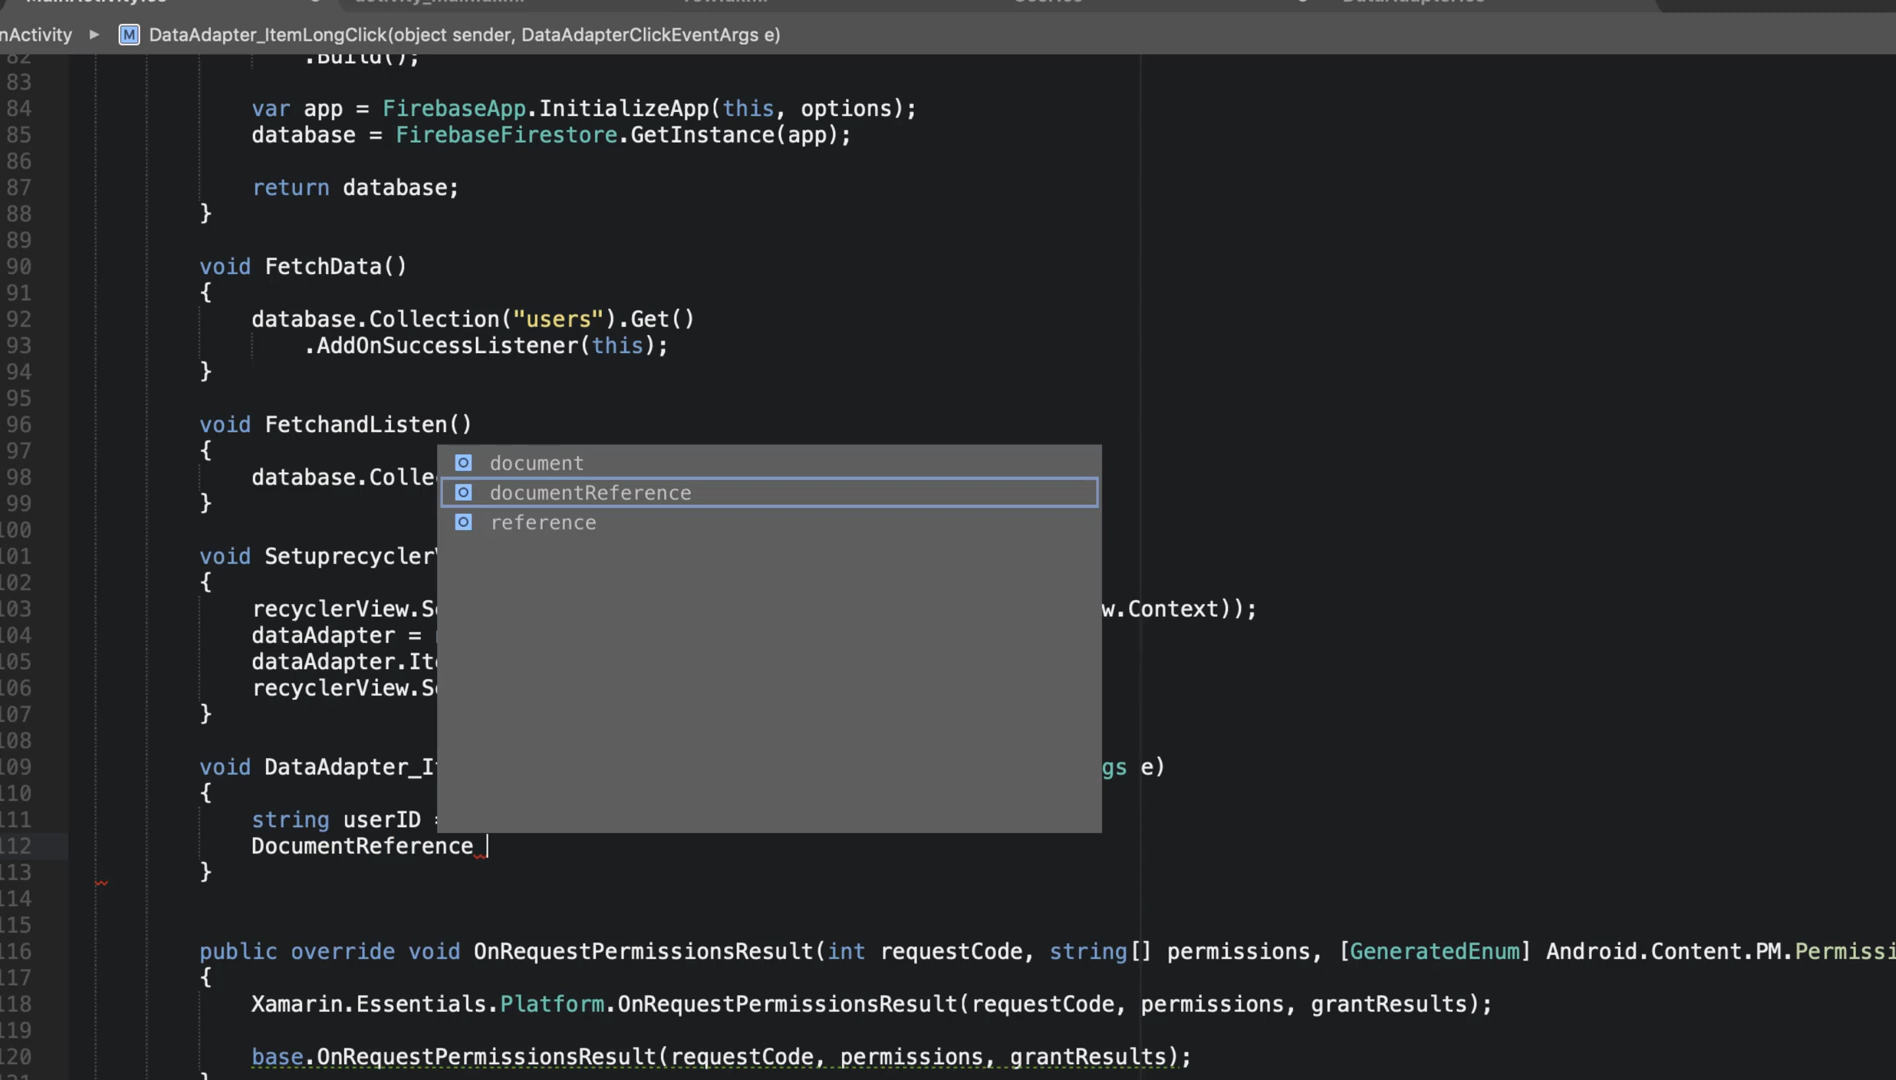 nActivity ▶ M DataAdapter_ItemLongClick(object sender, DataAdapterClickEventArgs e)
82 .Build();
83
84 var app = FirebaseApp.InitializeApp(this, options);
85 database = FirebaseFirestore.GetInstance(app);
86
87 return database;
88 }
89
90 void FetchData()
91 {
92 database.Collection("users").Get()
93 .AddOnSuccessListener(this);
94 }
95
96 void FetchandListen()
97 {
document
98 database.Colle
documentReference
99 }
reference
100
101 void Setuprecycler
102 {
103 recyclerView.S w.Context));
104 dataAdapter =
105 dataAdapter.It
106 recyclerView.S
107 }
108
109 void DataAdapter_I gs e)
110 {
111 string userID
112 DocumentReference
113 }
114
115
116 public override void OnRequestPermissionsResult(int requestCode, string[] permissions, [GeneratedEnum] Android.Content.PM.Permissi
117 {
118 Xamarin.Essentials.Platform.OnRequestPermissionsResult(requestCode, permissions, grantResults);
119
120 base.OnRequestPermissionsResult(requestCode, permissions, grantResults);